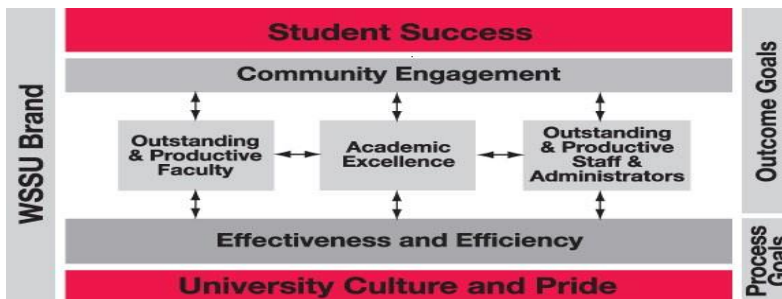 WSSU Brand
Student Success
Community Engagement
Outstanding
& Productive
Faculty
Academic
Excellence
Outstanding
& Productive
Staff &
Administrators
Effectiveness and Efficiency
University Culture and Pride
Outcome Goals
Process
Goals